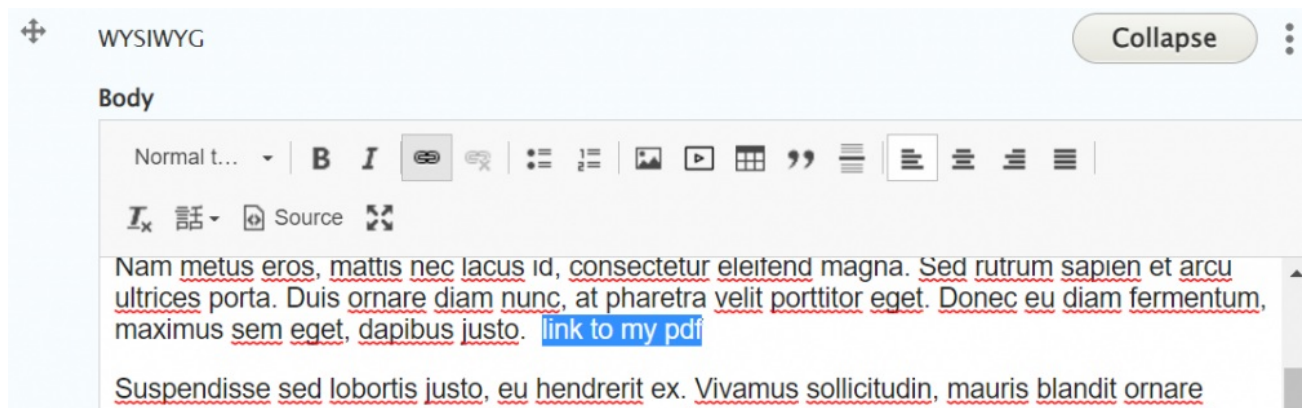 WYSIWYG
Collapse
Body
Normal t...
B I
Source
Nam metus eros, mattis nec lacus id, consectetur eleifend magna. Sed rutrum sapien et arcu
ultrices porta. Duis ornare diam nunc, at pharetra velit porttitor eget. Donec eu diam fermentum,
maximus sem eget, dapibus justo. link to my pdf
Suspendisse sed lobortis justo, eu hendrerit ex. Vivamus sollicitudin, mauris blandit ornare